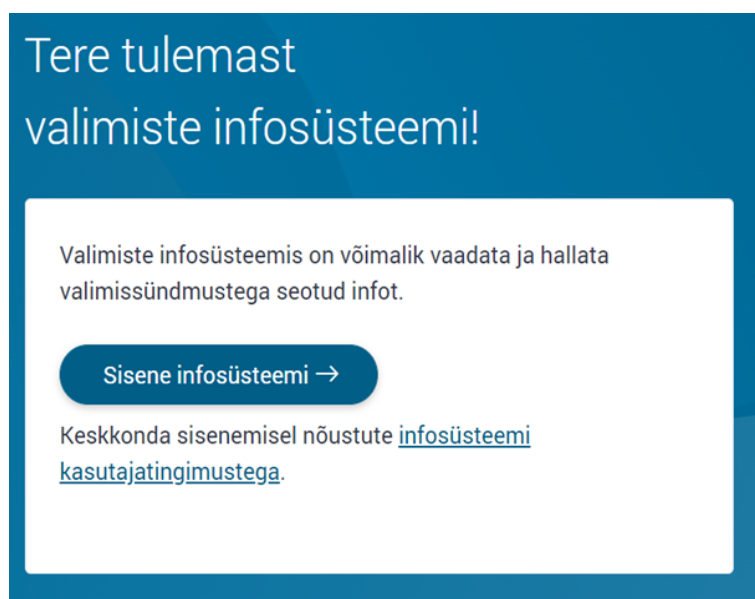 Tere tulemast
valimiste infosüsteemi!
Valimiste infosüsteemis on võimalik vaadata ja hallata
valimissündmustega seotud infot.
Sisene infosüsteemi →
Keskkonda sisenemisel nõustute infosüsteemi
kasutajatingimustega.